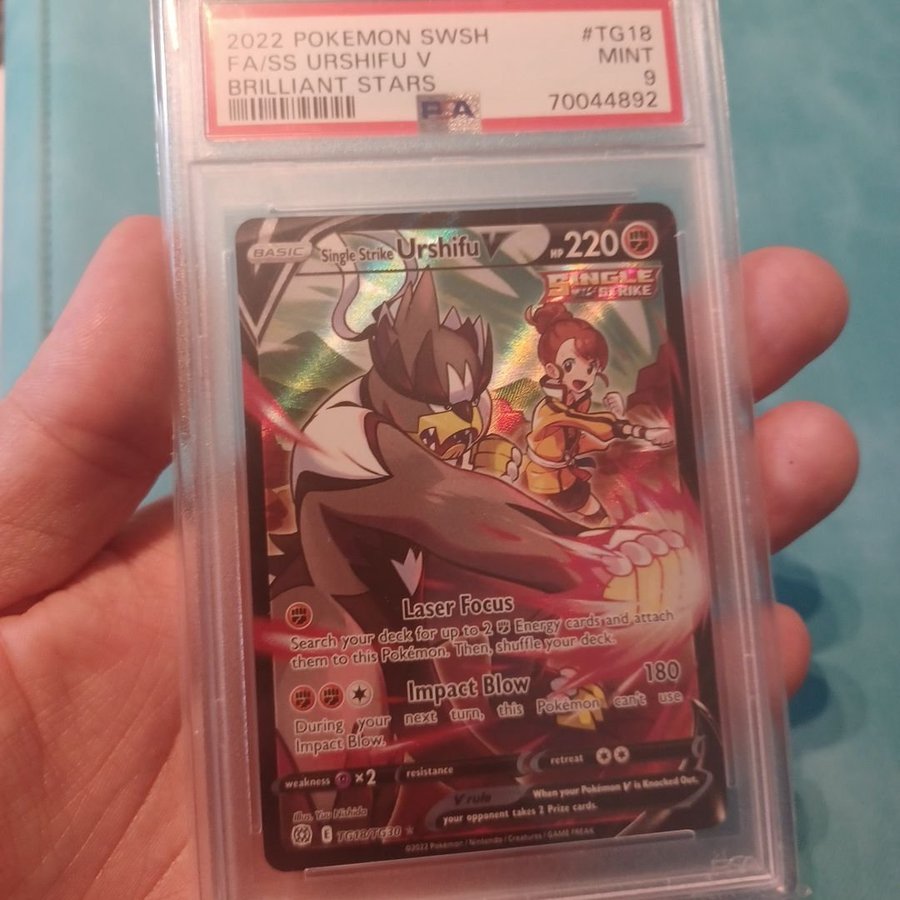 2022 POKEMON SWSH #TG18
FA/SS URSHIFU V MINT
BRILLIANT STARS 9
PSA 70044892
BASIC Single Strike Urshifu V HP 220
SINGLE
STRIKE
Laser Focus
Search your deck for up to 2 Energy cards and attach
them to this Pokémon. Then, shuffle your deck.
Impact Blow 180
During your next turn, this Pokémon can't use
Impact Blow.
weakness ×2 resistance retreat
V rule When your Pokémon V is Knocked Out,
your opponent takes 2 Prize cards.
Illus. Yuu Nishida
E TG18/TG30
©2022 Pokémon / Nintendo / Creatures / GAME FREAK